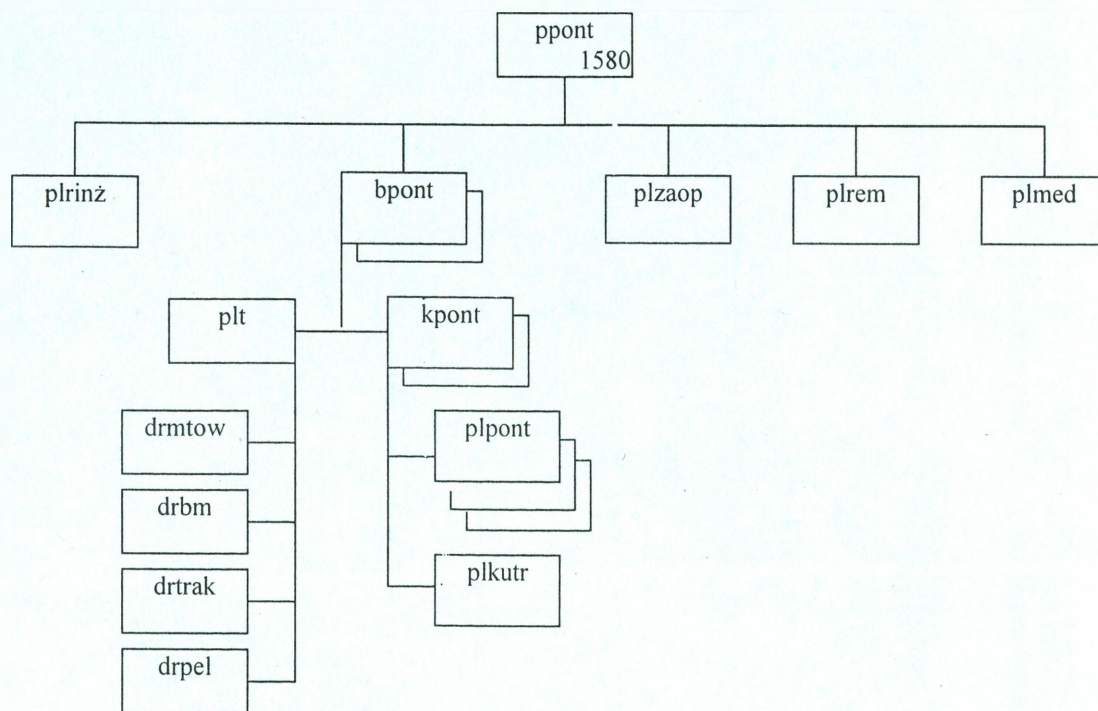 ppont
1580
plrinż
bpont
plzaop
plrem
plmed
plt
kpont
drmtow
plpont
drbm
drtrak
plkutr
drpel